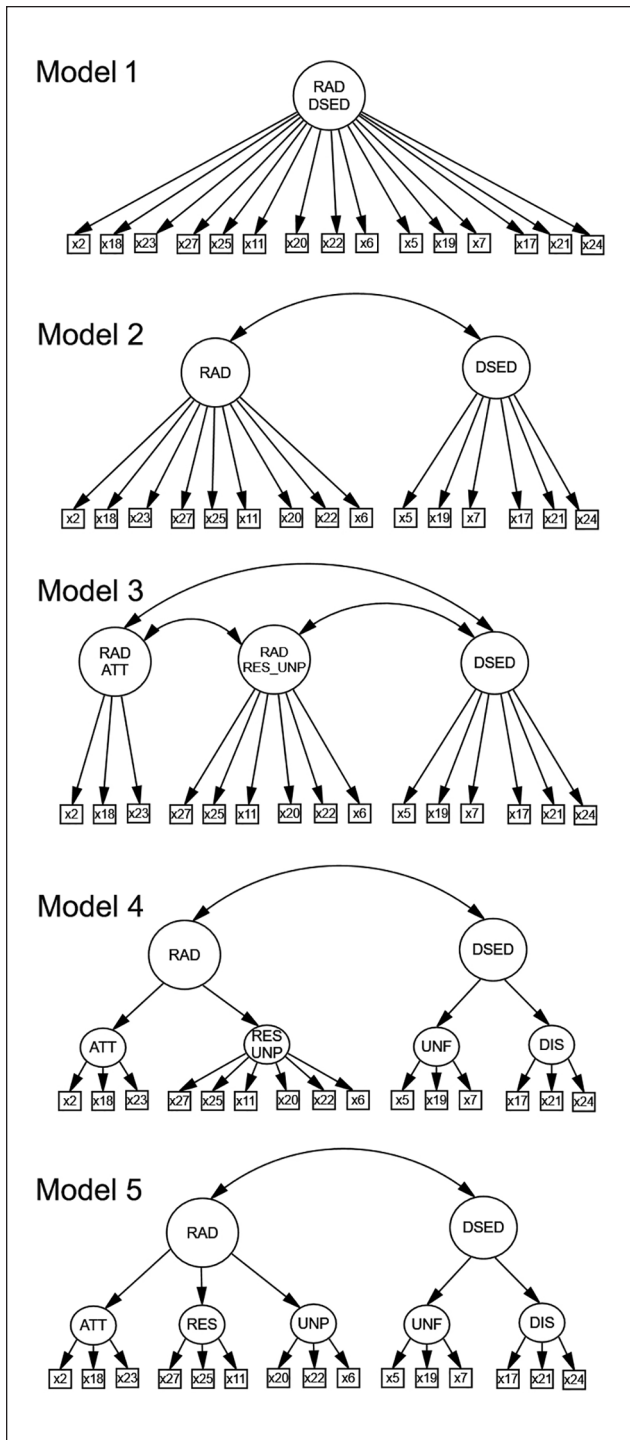 Model 1
RAD
DSED
x2 x18 x23 x27 x25 x11 x20 x22 x6 x5 x19 x7 x17 x21 x24
Model 2
RAD DSED
x2 x18 x23 x27 x25 x11 x20 x22 x6 x5 x19 x7 x17 x21 x24
Model 3
RAD RAD DSED
ATT RES_UNP
x2 x18 x23 x27 x25 x11 x20 x22 x6 x5 x19 x7 x17 x21 x24
Model 4
RAD DSED
ATT RES UNF DIS
UNP
x2 x18 x23 x27 x25 x11 x20 x22 x6 x5 x19 x7 x17 x21 x24
Model 5
RAD DSED
ATT RES UNP UNF DIS
x2 x18 x23 x27 x25 x11 x20 x22 x6 x5 x19 x7 x17 x21 x24